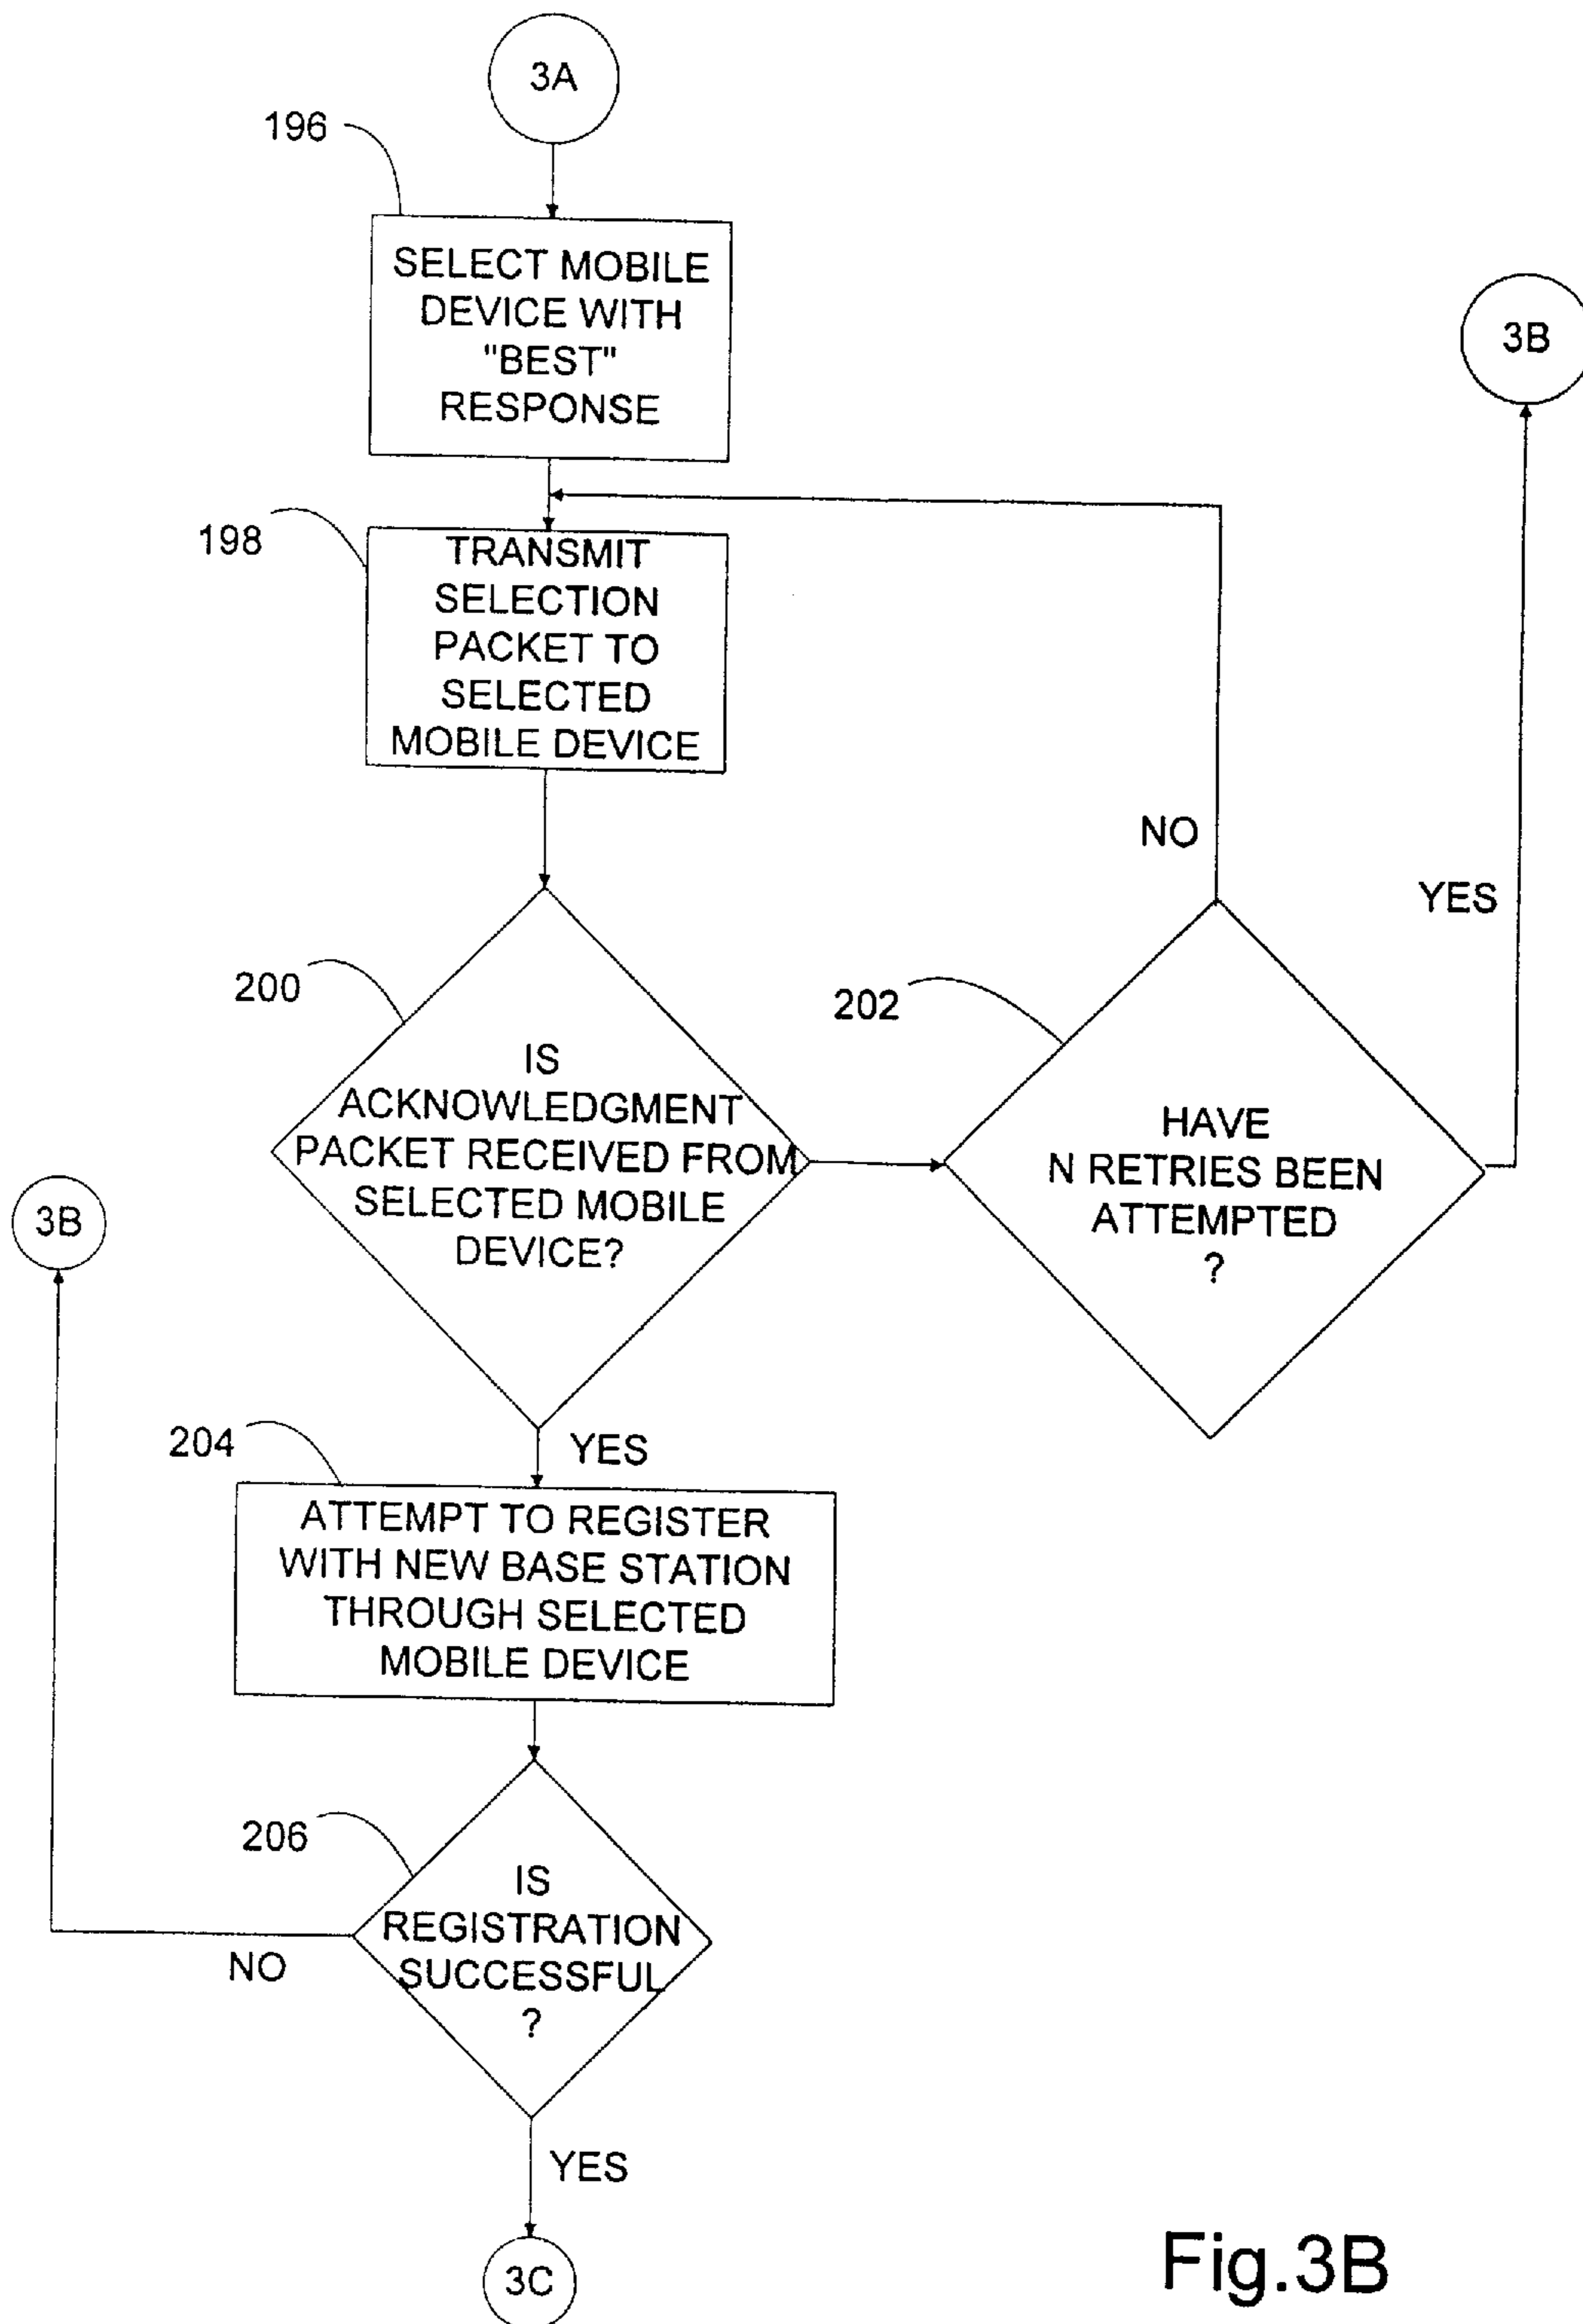 3A
196
SELECT MOBILE
DEVICE WITH
"BEST"
RESPONSE
3B
198
TRANSMIT
SELECTION
PACKET TO
SELECTED
MOBILE DEVICE
NO
YES
200
IS
ACKNOWLEDGMENT
PACKET RECEIVED FROM
SELECTED MOBILE
DEVICE?
202
HAVE
N RETRIES BEEN
ATTEMPTED
?
3B
YES
204
ATTEMPT TO REGISTER
WITH NEW BASE STATION
THROUGH SELECTED
MOBILE DEVICE
206
IS
REGISTRATION
SUCCESSFUL
?
NO
YES
3C
Fig.3B